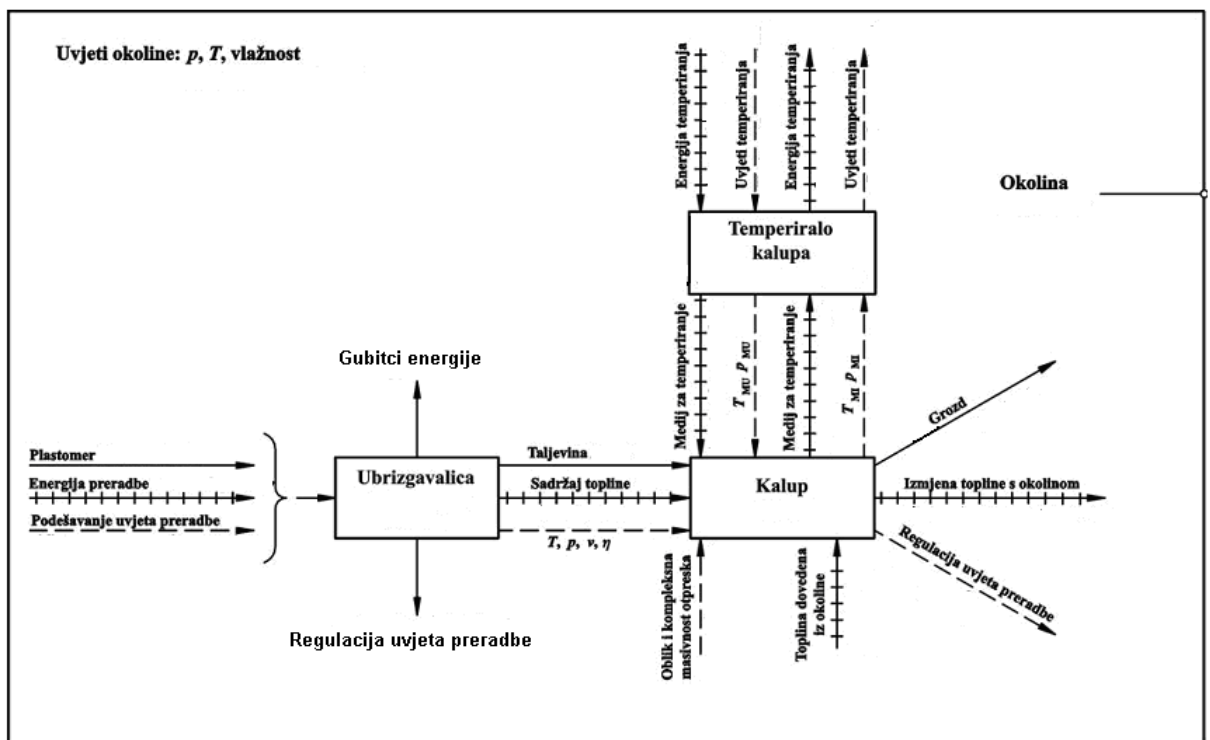 Uvjeti okoline: p, T, vlažnost
Energija temperiranja
Uvjeti temperiranja
Energija temperiranja
Uvjeti temperiranja
Okolina
Temperiralo
kalupa
Medij za temperiranje
T MU p MU
Medij za temperiranje
T MI p MI
Gubitci energije
Grozd
Plastomer
Energija preradbe
Podešavanje uvjeta preradbe
Ubrizgavalica
Taljevina
Sadržaj topline
T, p, v, η
Kalup
Izmjena topline s okolinom
Regulacija uvjeta preradbe
Oblik i kompleksna
masivnost otpreska
Toplina dovedena
iz okoline
Regulacija uvjeta preradbe